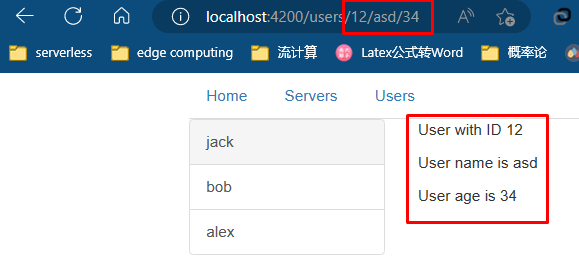 localhost:4200/users/12/asd/34
serverless
edge computing
流计算
Latex公式转Word
概率论
Home
Servers
Users
jack
bob
alex
User with ID 12
User name is asd
User age is 34